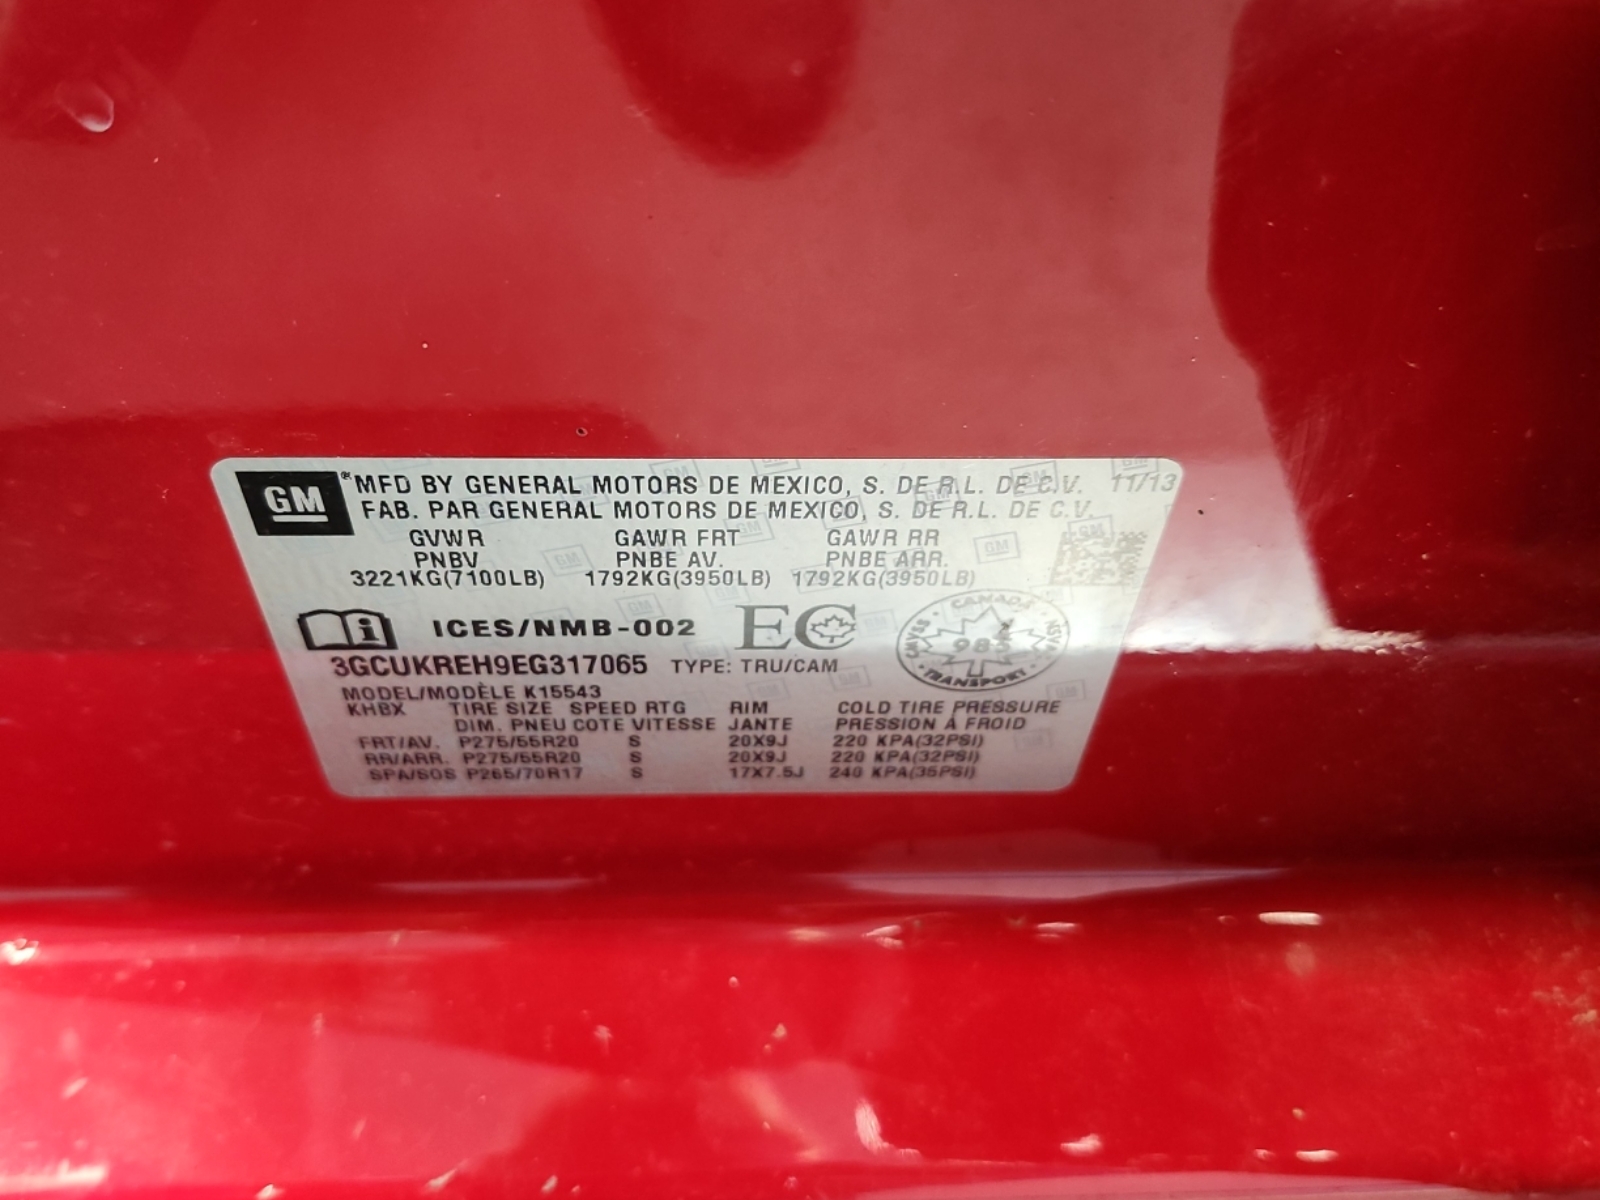 GM ® MFD BY GENERAL MOTORS DE MEXICO, S. DE R.L. DE C.V. 11/13
FAB. PAR GENERAL MOTORS DE MEXICO, S. DE R.L. DE C.V.
GVWR GAWR FRT GAWR RR
PNBV PNBE AV. PNBE ARR.
3221KG(7100LB) 1792KG(3950LB) 1792KG(3950LB)
ICES/NMB-002 EC
CANADA
CMVSS NSVAC
985
TRANSPORT
3GCUKREH9EG317065 TYPE: TRU/CAM
MODEL/MODÈLE K15543
KHBX TIRE SIZE SPEED RTG RIM COLD TIRE PRESSURE
DIM. PNEU COTE VITESSE JANTE PRESSION À FROID
FRT/AV. P275/55R20 S 20X9J 220 KPA(32PSI)
RR/ARR. P275/55R20 S 20X9J 220 KPA(32PSI)
SPA/SOS P265/70R17 S 17X7.5J 240 KPA(35PSI)